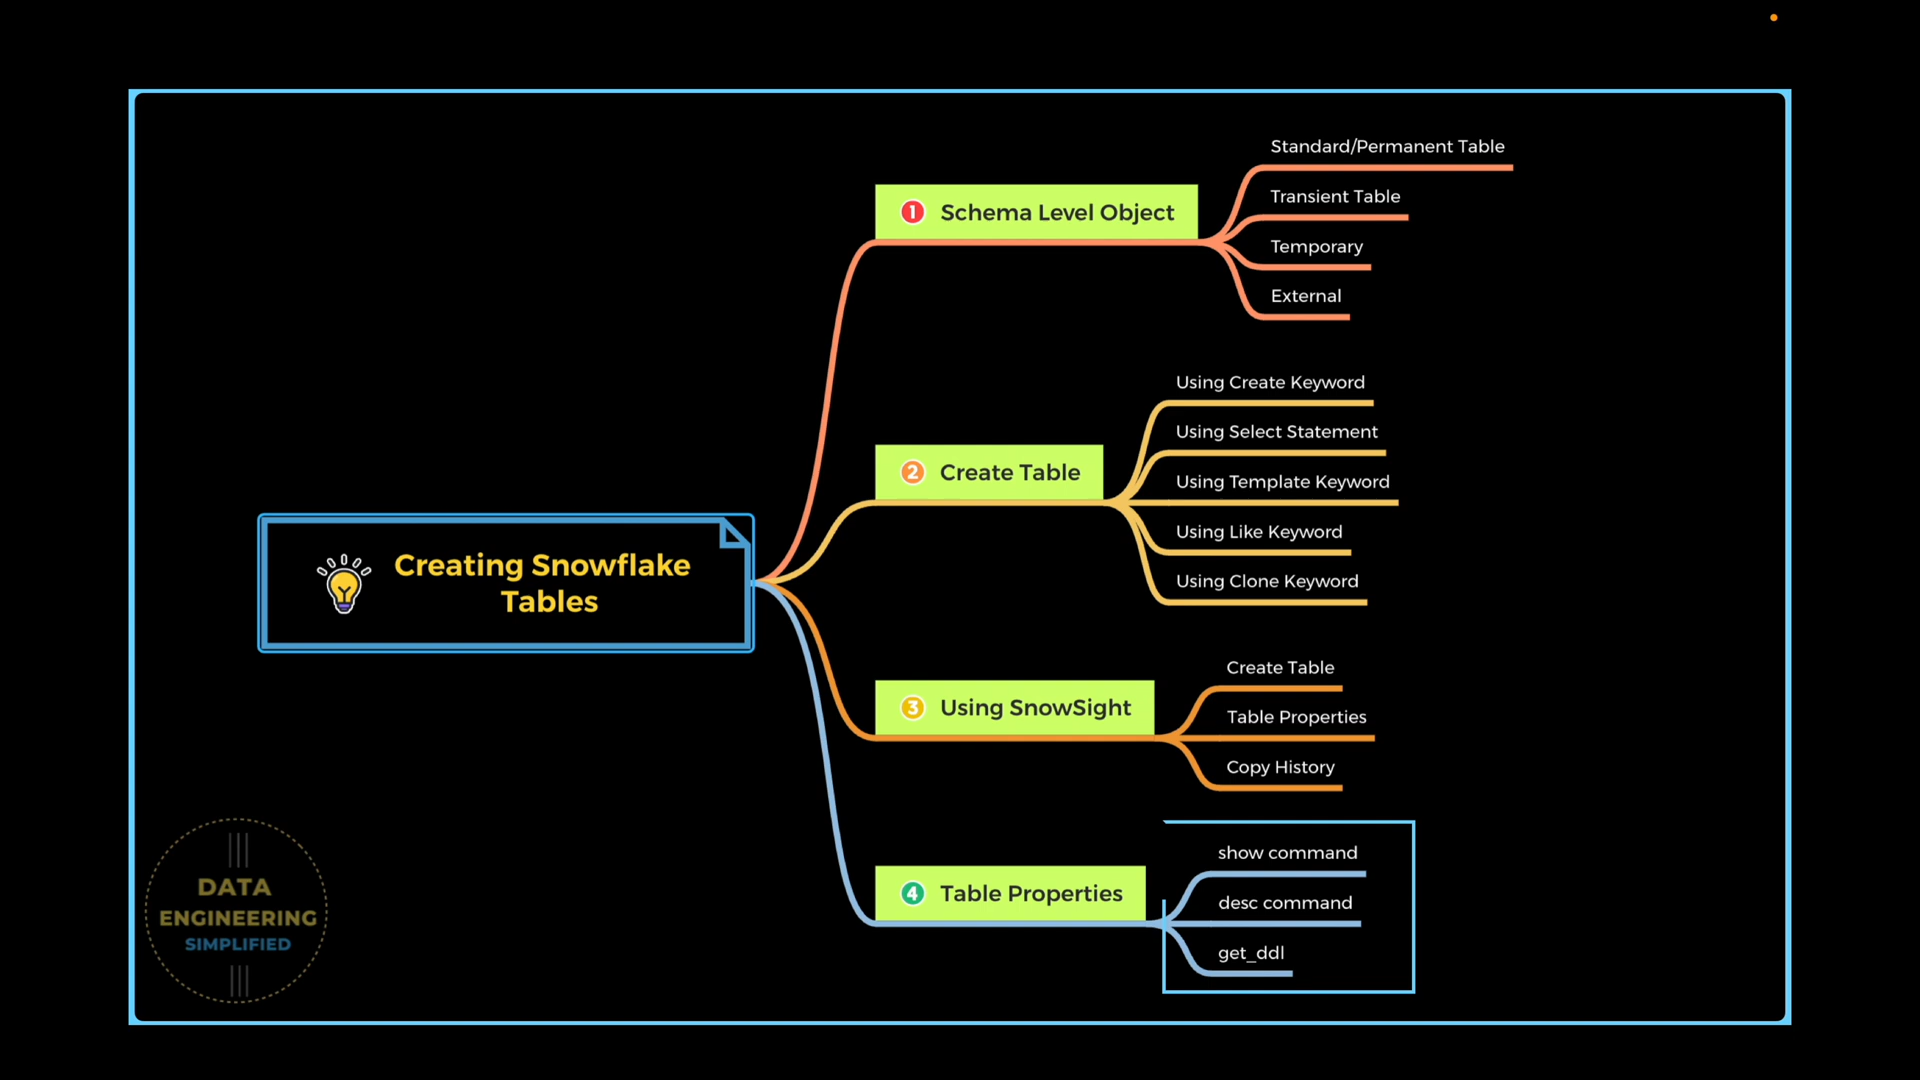 Creating Snowflake
Tables
1 Schema Level Object
Standard/Permanent Table
Transient Table
Temporary
External
2 Create Table
Using Create Keyword
Using Select Statement
Using Template Keyword
Using Like Keyword
Using Clone Keyword
3 Using SnowSight
Create Table
Table Properties
Copy History
4 Table Properties
show command
desc command
get_ddl
DATA
ENGINEERING
SIMPLIFIED